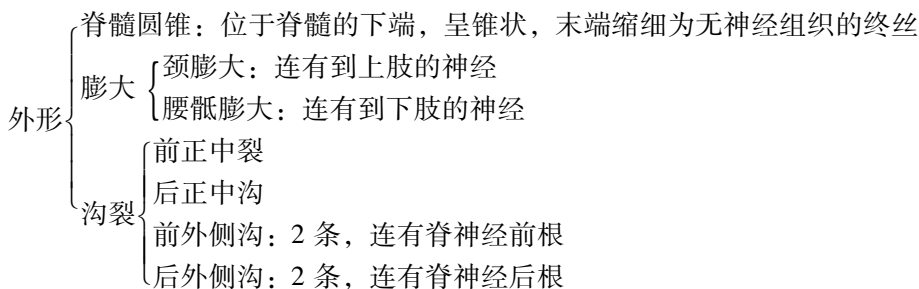 脊髓圆锥：位于脊髓的下端，呈锥状，末端缩细为无神经组织的终丝
膨大
颈膨大：连有到上肢的神经
腰骶膨大：连有到下肢的神经
外形
沟裂
前正中裂
后正中沟
前外侧沟：2 条，连有脊神经前根
后外侧沟：2 条，连有脊神经后根